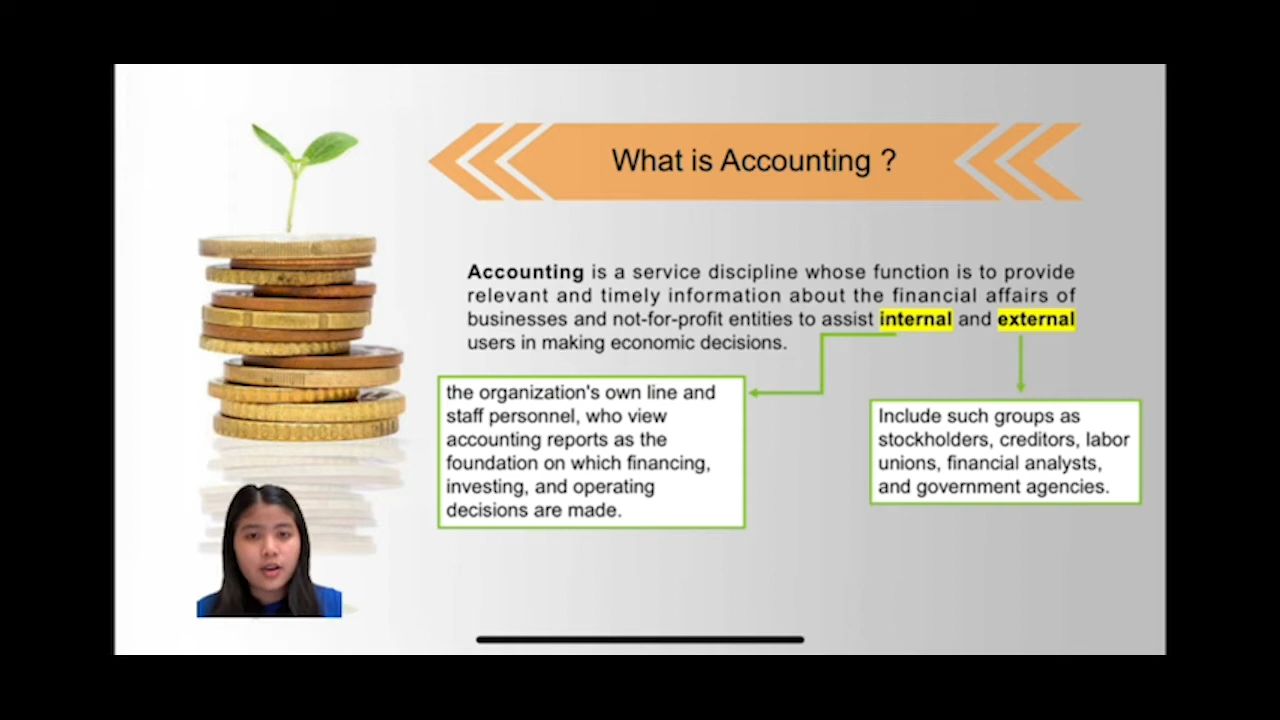 What is Accounting ?
Accounting is a service discipline whose function is to provide
relevant and timely information about the financial affairs of
businesses and not-for-profit entities to assist internal and external
users in making economic decisions.
the organization's own line and
staff personnel, who view
accounting reports as the
foundation on which financing,
investing, and operating
decisions are made.
Include such groups as
stockholders, creditors, labor
unions, financial analysts,
and government agencies.